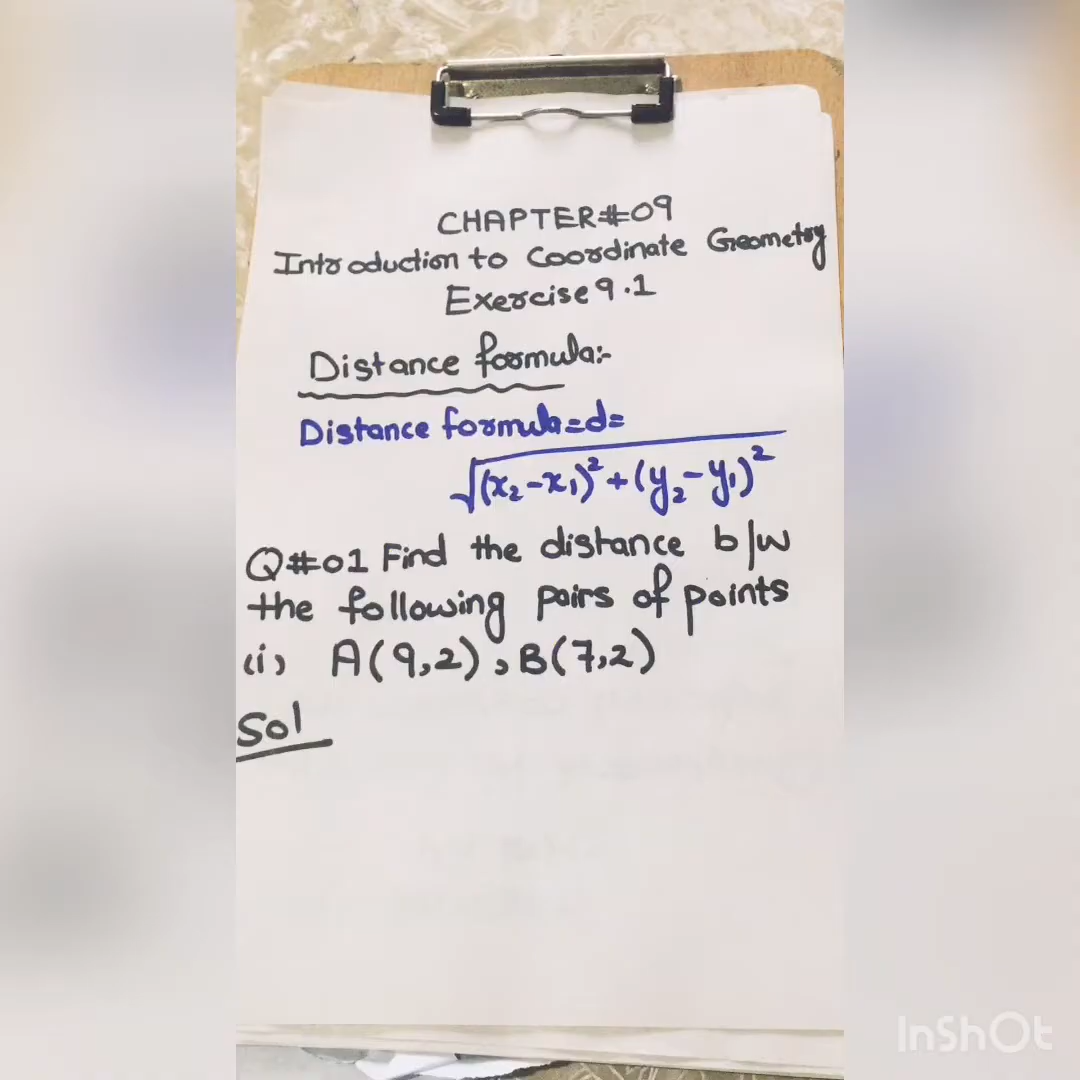 CHAPTER#09
Introduction to Coordinate Geometry
Exercise 9.1
Distance formula:-
Distance formula=d=
√(x₂-x₁)²+(y₂-y₁)²
Q#01 Find the distance b/w
the following pairs of points
(i) A(9,2), B(7,2)
Sol
InShOt